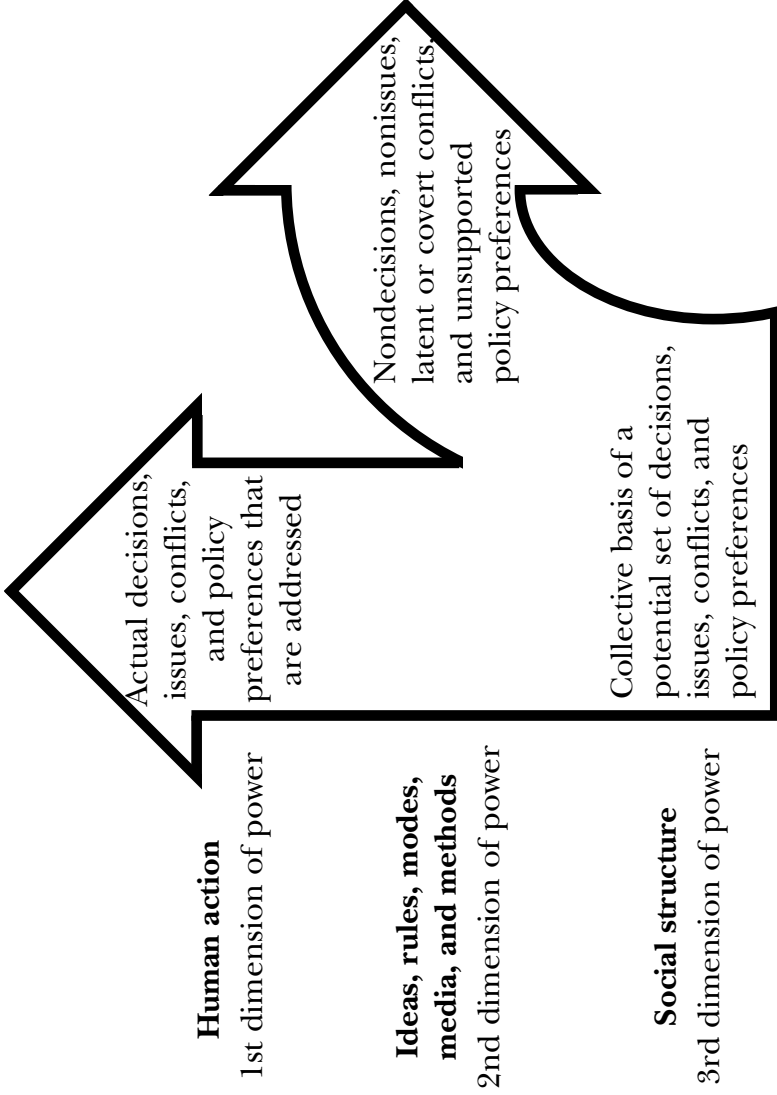 Human action
1st dimension of power
Actual decisions,
issues, conflicts,
and policy
preferences that
are addressed
Ideas, rules, modes,
media, and methods
2nd dimension of power
Nondecisions, nonissues,
latent or covert conflicts,
and unsupported
policy preferences
Social structure
3rd dimension of power
Collective basis of a
potential set of decisions,
issues, conflicts, and
policy preferences